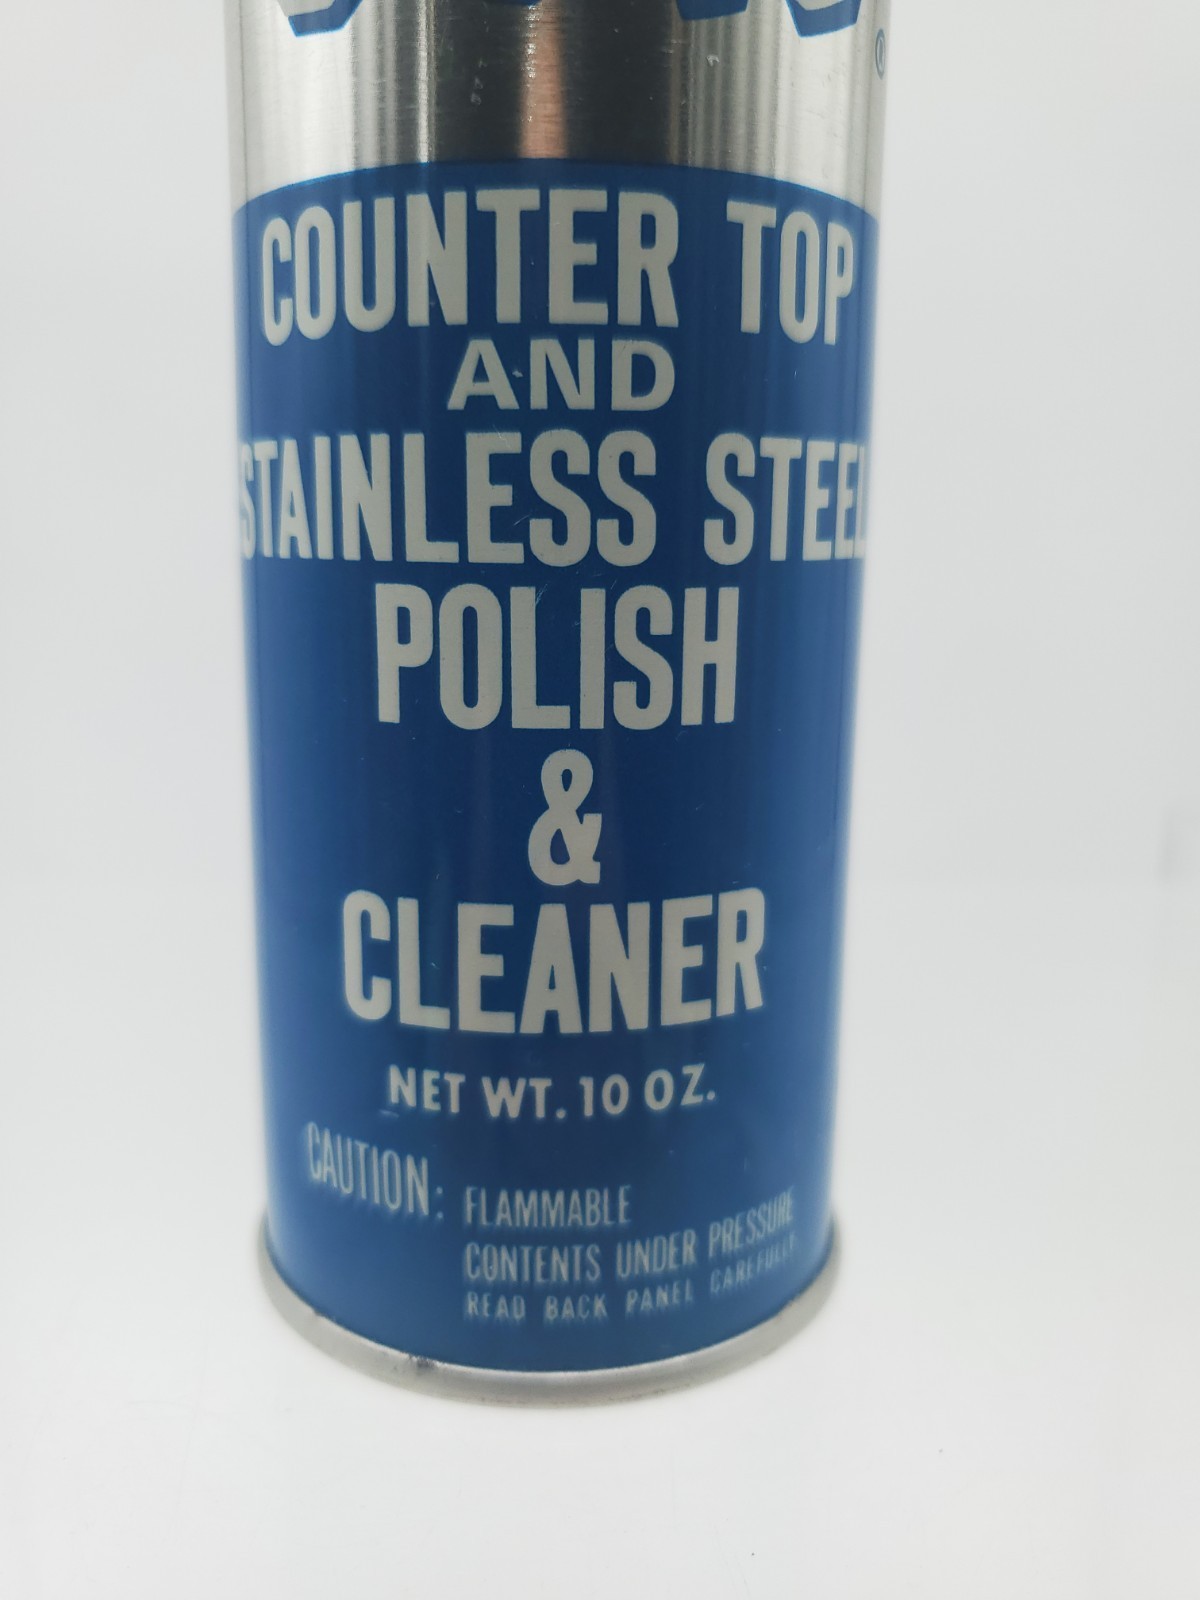 ®
COUNTER TOP
AND
STAINLESS STEEL
POLISH
&
CLEANER
NET WT. 10 OZ.
CAUTION: FLAMMABLE
CONTENTS UNDER PRESSURE
READ BACK PANEL CAREFULLY